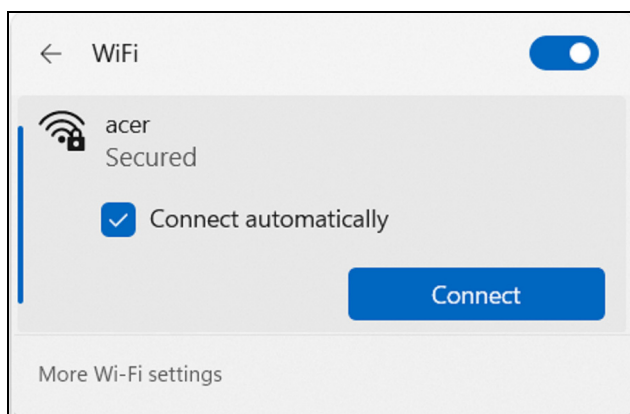 WiFi
acer
Secured
Connect automatically
Connect
More Wi-Fi settings